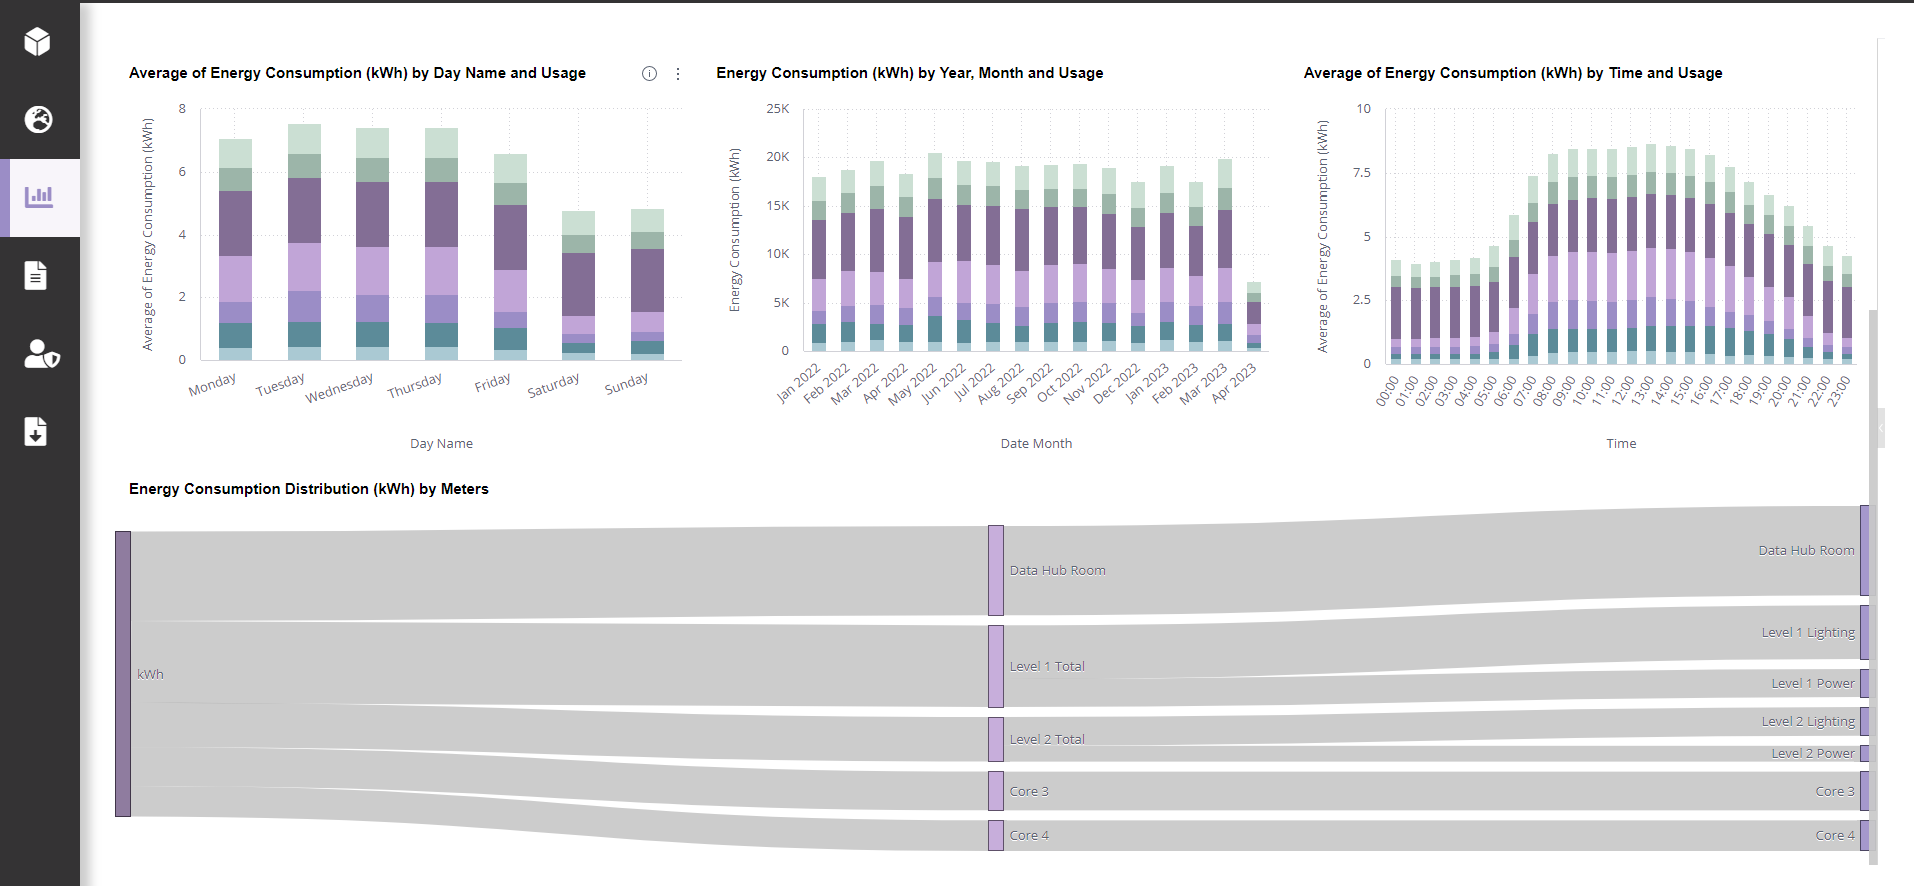 Average of Energy Consumption (kWh) by Day Name and Usage
8
6
4
2
0
Average of Energy Consumption (kWh)
Monday
Tuesday
Wednesday
Thursday
Friday
Saturday
Sunday
Day Name
Energy Consumption (kWh) by Year, Month and Usage
25K
20K
15K
10K
5K
0
Energy Consumption (kWh)
Jan 2022
Feb 2022
Mar 2022
Apr 2022
May 2022
Jun 2022
Jul 2022
Aug 2022
Sep 2022
Oct 2022
Nov 2022
Dec 2022
Jan 2023
Feb 2023
Mar 2023
Apr 2023
Date Month
Average of Energy Consumption (kWh) by Time and Usage
10
7.5
5
2.5
0
Average of Energy Consumption (kWh)
00:00
01:00
02:00
03:00
04:00
05:00
06:00
07:00
08:00
09:00
10:00
11:00
12:00
13:00
14:00
15:00
16:00
17:00
18:00
19:00
20:00
21:00
22:00
23:00
Time
Energy Consumption Distribution (kWh) by Meters
kWh
Data Hub Room
Level 1 Total
Level 2 Total
Core 3
Core 4
Data Hub Room
Level 1 Lighting
Level 1 Power
Level 2 Lighting
Level 2 Power
Core 3
Core 4